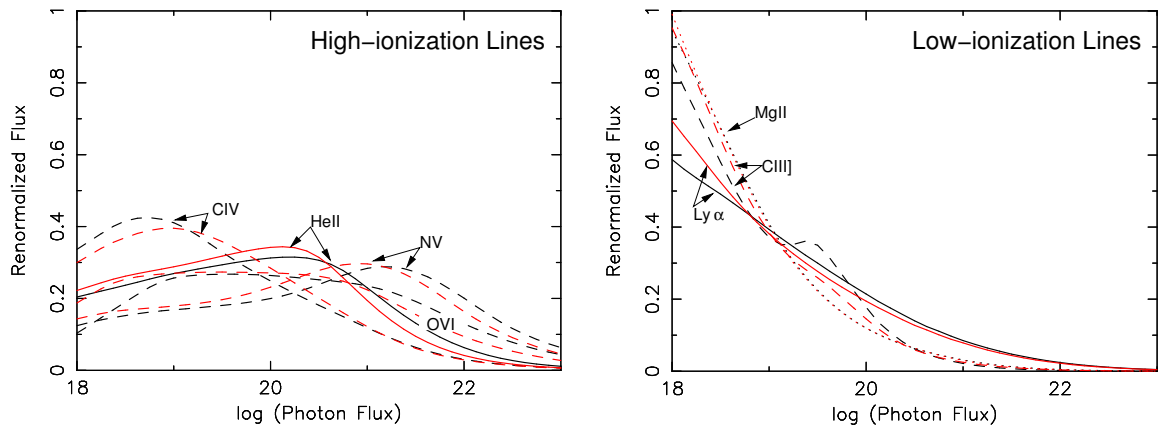 High-ionization Lines
Renormalized Flux
1
0.8
0.6
0.4
0.2
0
CIV
HeII
NV
OVI
18
20
22
log (Photon Flux)
Low-ionization Lines
Renormalized Flux
1
0.8
0.6
0.4
0.2
0
MgII
CIII]
Ly α
18
20
22
log (Photon Flux)